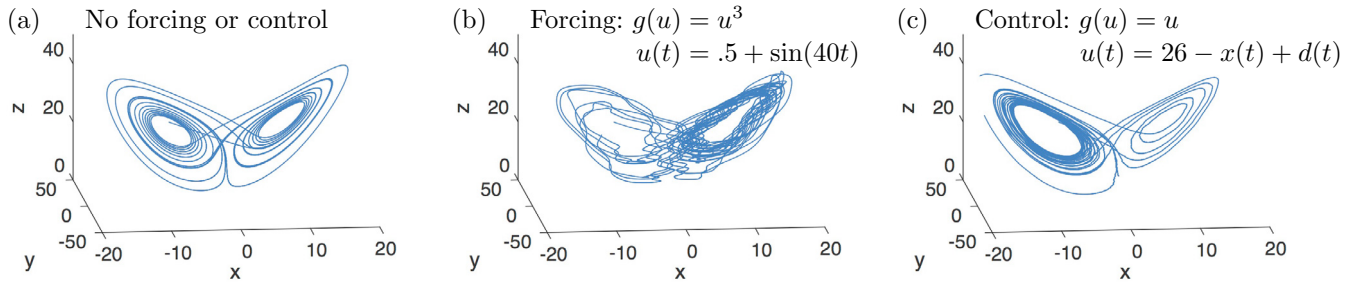 (a) No forcing or control
40
20
0
z
50
0
-50
y
-20 -10 0 10 20
x
(b) Forcing: g(u) = u³
u(t) = .5 + sin(40t)
40
20
0
z
50
0
-50
y
-20 -10 0 10 20
x
(c) Control: g(u) = u
u(t) = 26 − x(t) + d(t)
40
20
0
z
50
0
-50
y
-20 -10 0 10 20
x